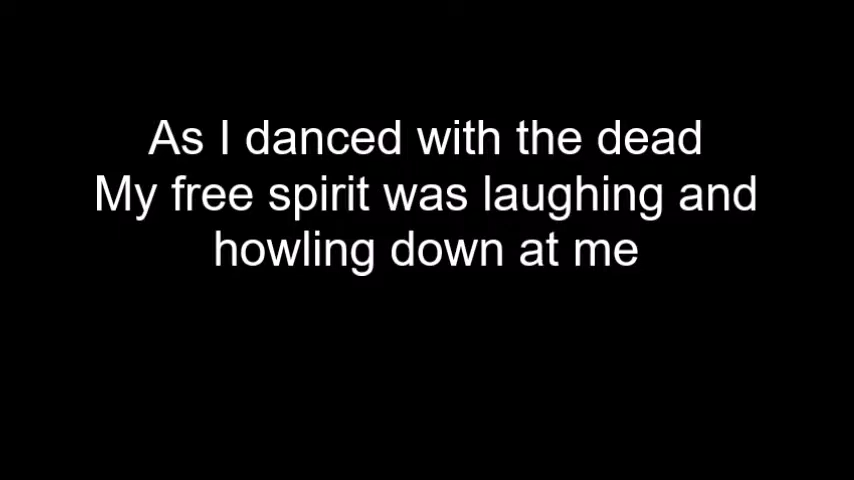 As I danced with the dead
My free spirit was laughing and
howling down at me